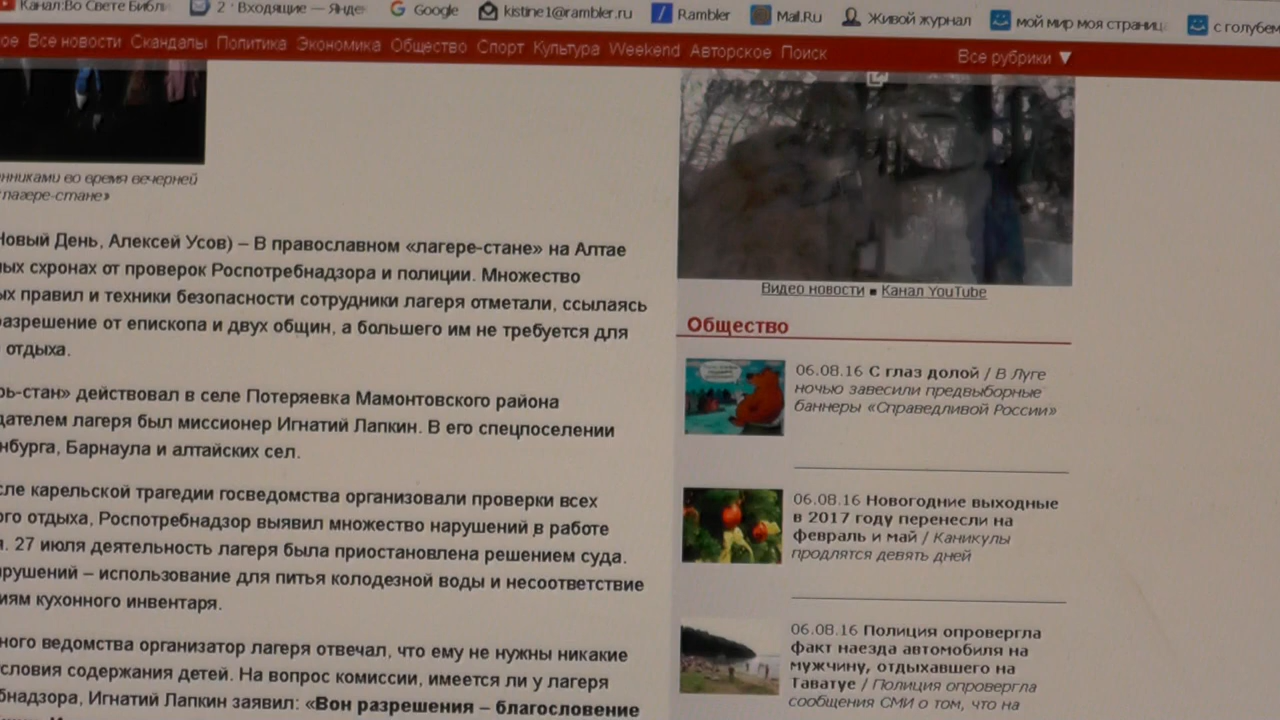 Канал:Во Свете Библ
2 · Входящие — Янде
Google
kistine1@rambler.ru
Rambler
Mail.Ru
Живой журнал
мой мир моя страниц
с голубем
ое Все новости Скандалы Политика Экономика Общество Спорт Культура Weekend Авторское Поиск
Все рубрики ▼
нниками во время вечерней
«лагере-стане»
Новый День, Алексей Усов) – В православном «лагере-стане» на Алтае
ых схронах от проверок Роспотребнадзора и полиции. Множество
ых правил и техники безопасности сотрудники лагеря отметали, ссылаясь
разрешение от епископа и двух общин, а большего им не требуется для
отдыха.
рь-стан» действовал в селе Потеряевка Мамонтовского района
дателем лагеря был миссионер Игнатий Лапкин. В его спецпоселении
нбурга, Барнаула и алтайских сел.
сле карельской трагедии госведомства организовали проверки всех
ого отдыха, Роспотребнадзор выявил множество нарушений в работе
я. 27 июля деятельность лагеря была приостановлена решением суда.
рушений – использование для питья колодезной воды и несоответствие
иям кухонного инвентаря.
ного ведомства организатор лагеря отвечал, что ему не нужны никакие
словия содержания детей. На вопрос комиссии, имеется ли у лагеря
бнадзора, Игнатий Лапкин заявил: «Вон разрешения – благословение
Видео новости ▪ Канал YouTube
Общество
06.08.16 С глаз долой / В Луге
ночью завесили предвыборные
баннеры «Справедливой России»
06.08.16 Новогодние выходные
в 2017 году перенесли на
февраль и май / Каникулы
продлятся девять дней
06.08.16 Полиция опровергла
факт наезда автомобиля на
мужчину, отдыхавшего на
Таватуе / Полиция опровергла
сообщения СМИ о том, что на